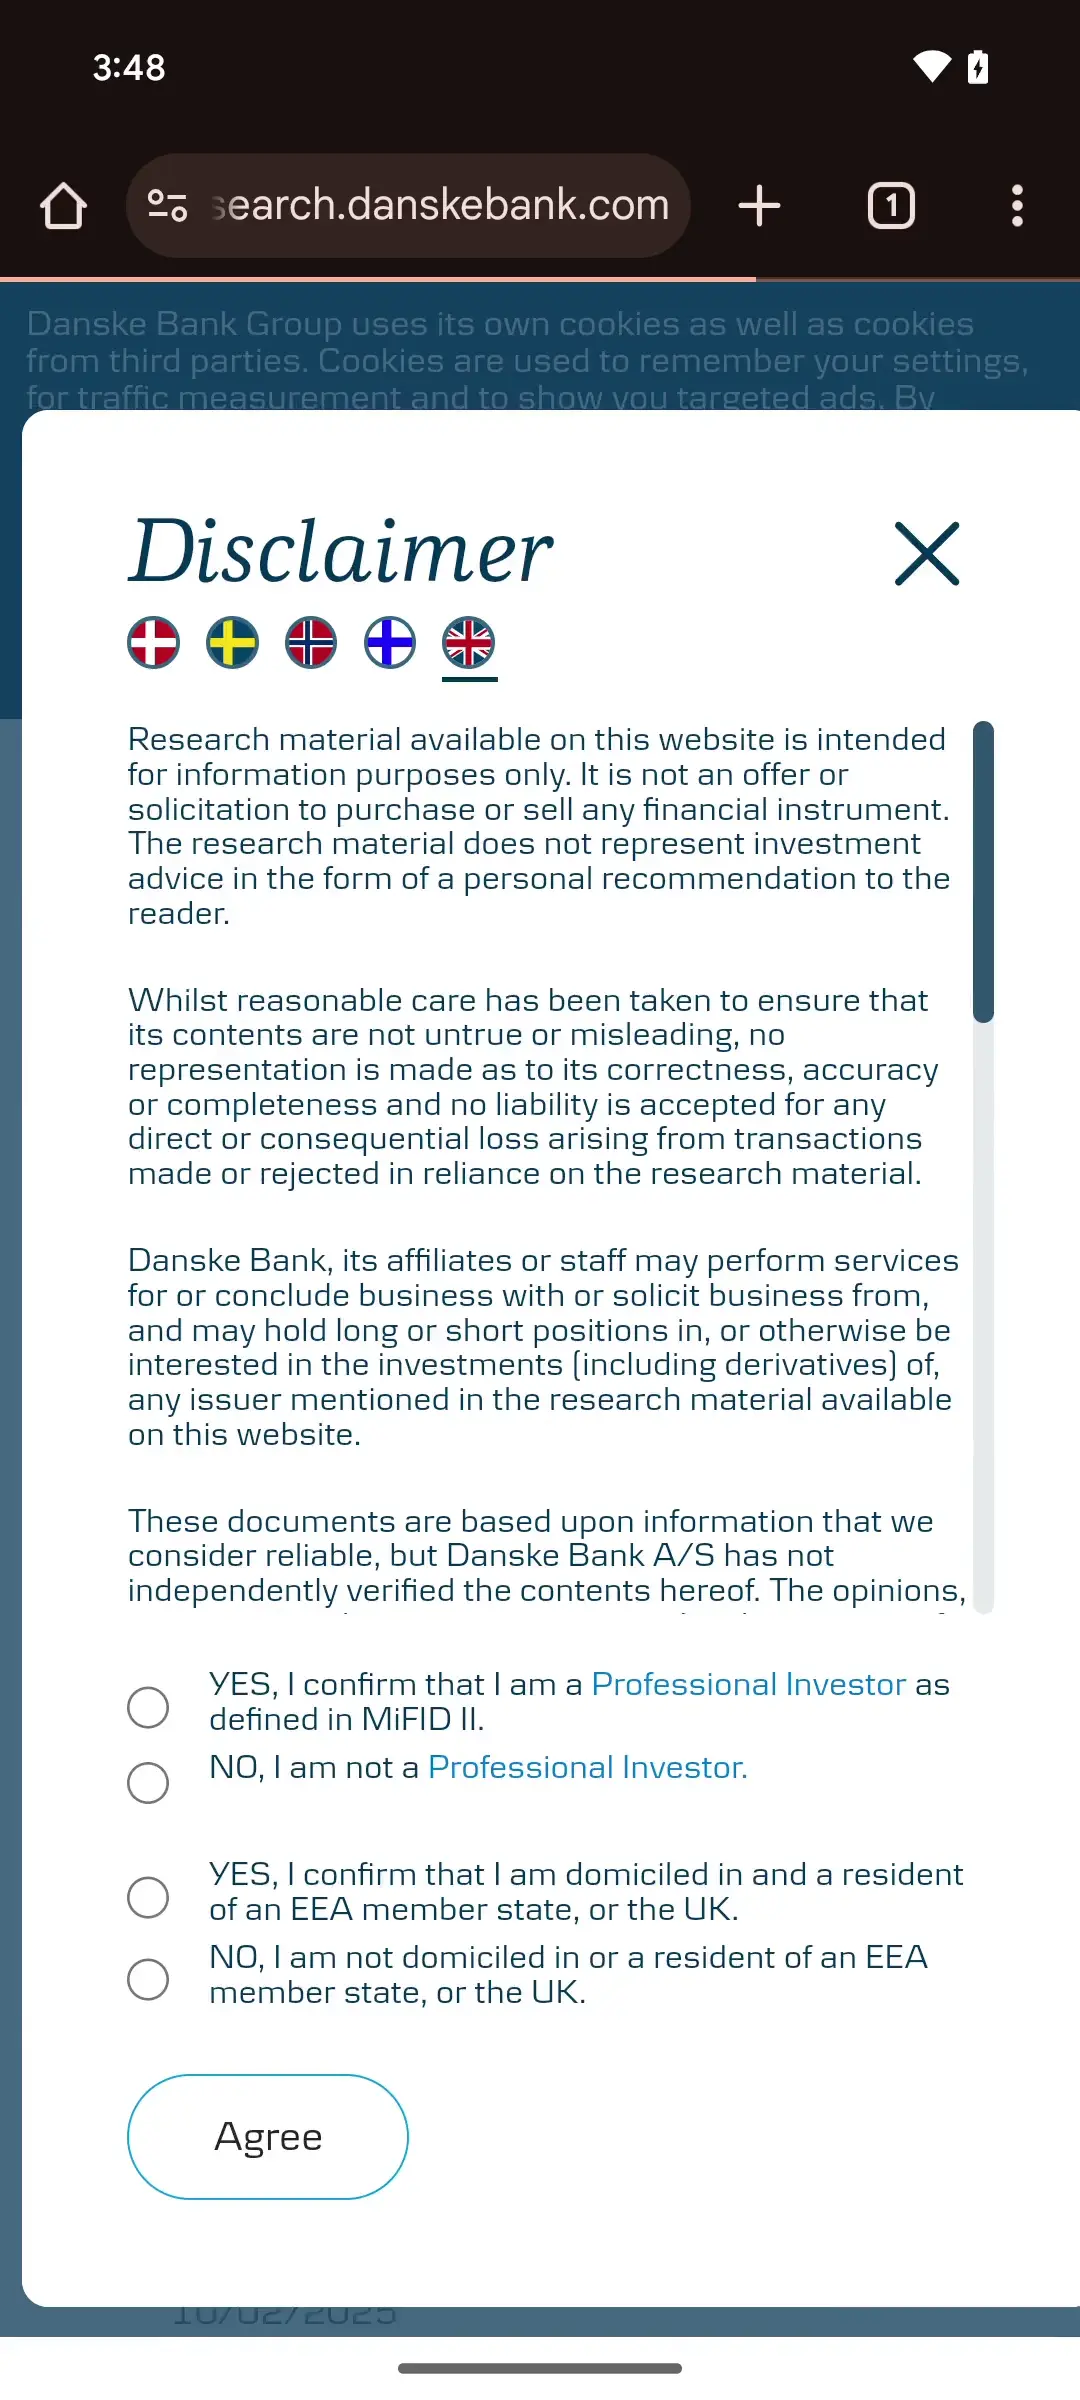 3:48
search.danskebank.com
1
Danske Bank Group uses its own cookies as well as cookies
from third parties. Cookies are used to remember your settings,
for traffic measurement and to show you targeted ads. By
Disclaimer
Research material available on this website is intended
for information purposes only. It is not an offer or
solicitation to purchase or sell any financial instrument.
The research material does not represent investment
advice in the form of a personal recommendation to the
reader.
Whilst reasonable care has been taken to ensure that
its contents are not untrue or misleading, no
representation is made as to its correctness, accuracy
or completeness and no liability is accepted for any
direct or consequential loss arising from transactions
made or rejected in reliance on the research material.
Danske Bank, its affiliates or staff may perform services
for or conclude business with or solicit business from,
and may hold long or short positions in, or otherwise be
interested in the investments (including derivatives) of,
any issuer mentioned in the research material available
on this website.
These documents are based upon information that we
consider reliable, but Danske Bank A/S has not
independently verified the contents hereof. The opinions,
YES, I confirm that I am a Professional Investor as
defined in MiFID II.
NO, I am not a Professional Investor.
YES, I confirm that I am domiciled in and a resident
of an EEA member state, or the UK.
NO, I am not domiciled in or a resident of an EEA
member state, or the UK.
Agree
10/02/2025